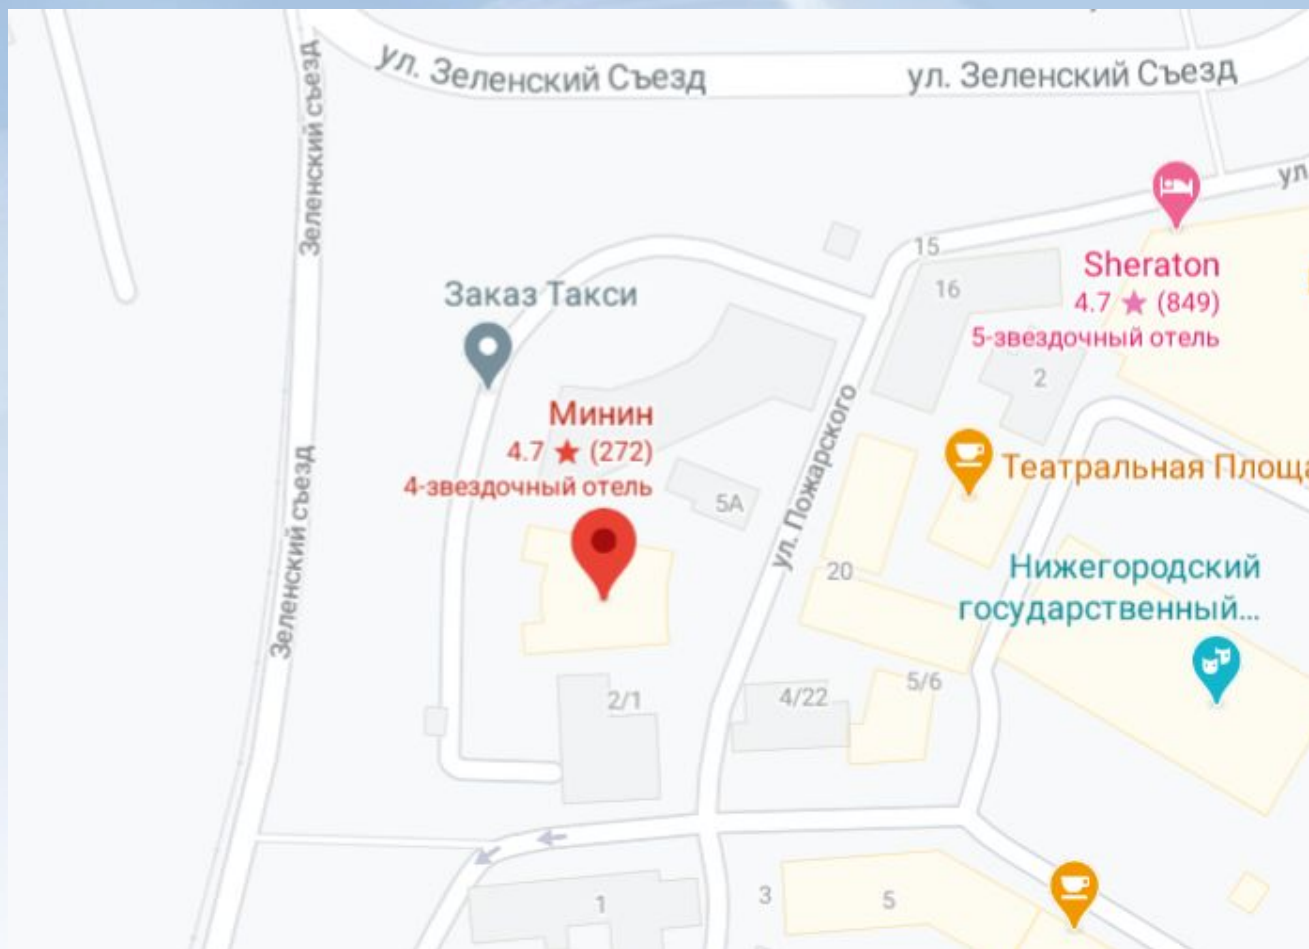 ул. Зеленский Съезд
ул. Зеленский Съезд
Зеленский съезд
ул
15
Sheraton
4.7 ★ (849)
5-звездочный отель
16
Заказ Такси
2
Минин
4.7 ★ (272)
4-звездочный отель
ул. Пожарского
Театральная Площа
5А
Зеленский съезд
20
Нижегородский
государственный...
2/1
4/22
5/6
1
3
5